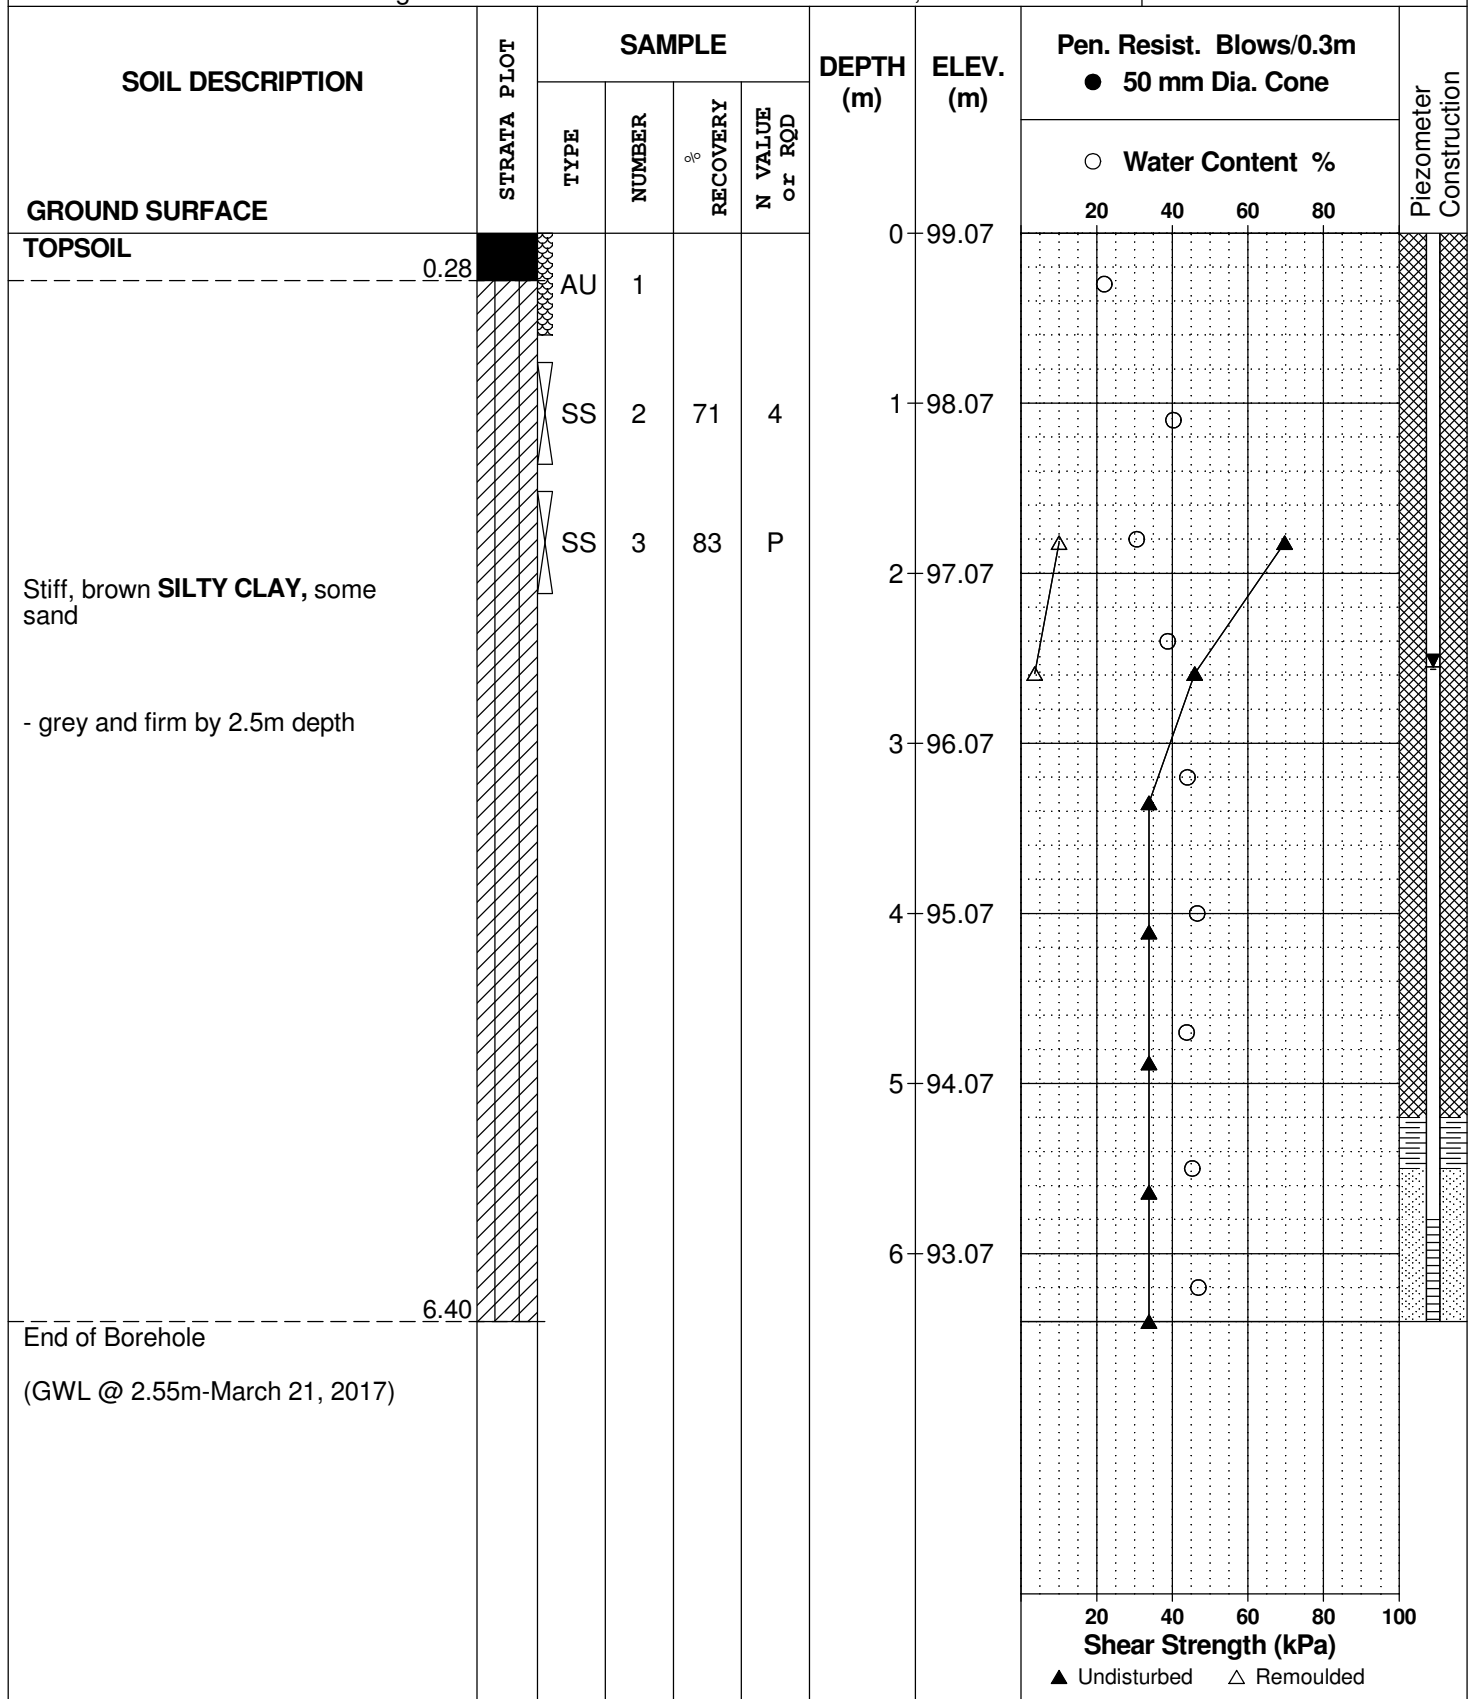 SOIL DESCRIPTION
GROUND SURFACE
STRATA PLOT
SAMPLE
TYPE
NUMBER
% RECOVERY
N VALUE or RQD
DEPTH (m)
ELEV. (m)
Pen. Resist. Blows/0.3m
● 50 mm Dia. Cone
○ Water Content %
20 40 60 80
Piezometer Construction
TOPSOIL
0.28
0 99.07
AU 1
1 98.07
SS 2 71 4
SS 3 83 P
2 97.07
Stiff, brown SILTY CLAY, some
sand
- grey and firm by 2.5m depth
3 96.07
4 95.07
5 94.07
6 93.07
6.40
End of Borehole
(GWL @ 2.55m-March 21, 2017)
20 40 60 80 100
Shear Strength (kPa)
▲ Undisturbed △ Remoulded